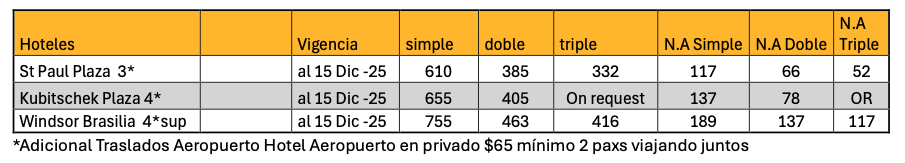 Hoteles Vigencia simple doble triple N.A Simple N.A Doble N.A Triple
St Paul Plaza 3* al 15 Dic -25 610 385 332 117 66 52
Kubitschek Plaza 4* al 15 Dic -25 655 405 On request 137 78 OR
Windsor Brasilia 4*sup al 15 Dic -25 755 463 416 189 137 117
*Adicional Traslados Aeropuerto Hotel Aeropuerto en privado $65 mínimo 2 paxs viajando juntos